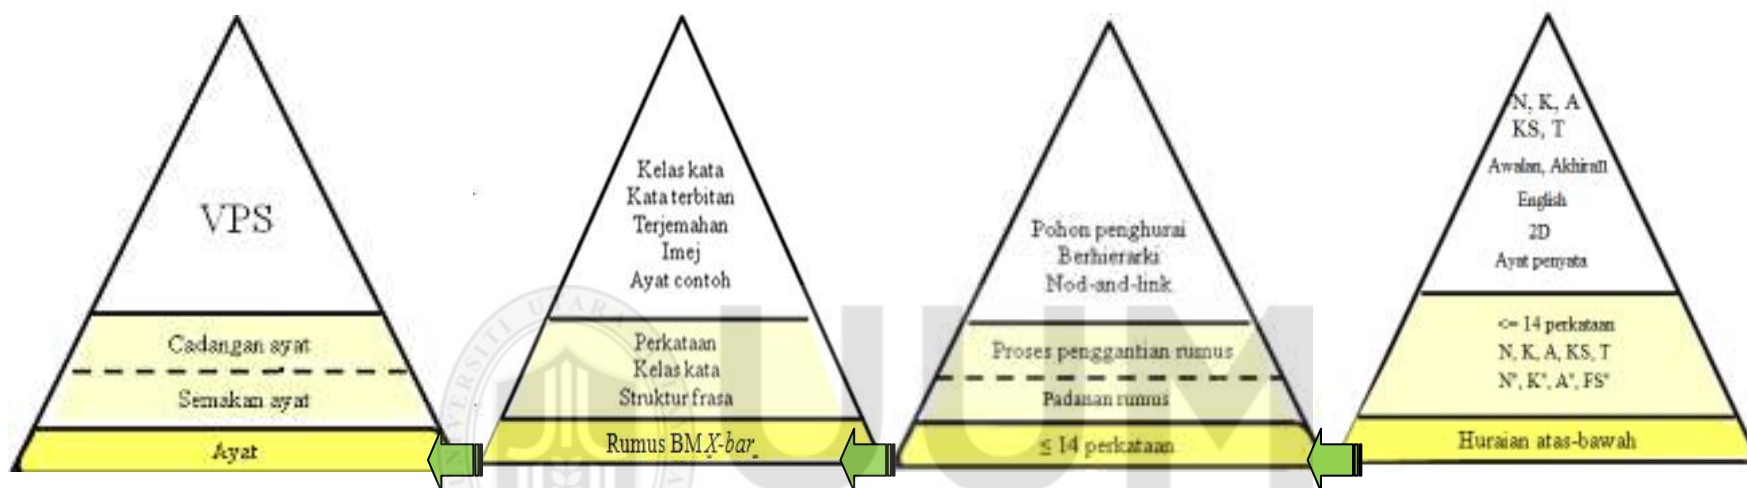 VPS
Cadangan ayat
Semakan ayat
Ayat
Kelas kata
Kata terbitan
Terjemahan
Imej
Ayat contoh
Perkataan
Kelas kata
Struktur frasa
Rumus BM X-bar
Pohon penghurai
Berhierarki
Nod-and-link
Proses penggantian rumus
Padanan rumus
≤ 14 perkataan
N, K, A
KS, T
Awalan, Akhiran
English
2D
Ayat penyata
<= 14 perkataan
N, K, A, KS, T
N", K", A", FS"
Huraian atas-bawah
UNIVERSITI UTARA
UUM